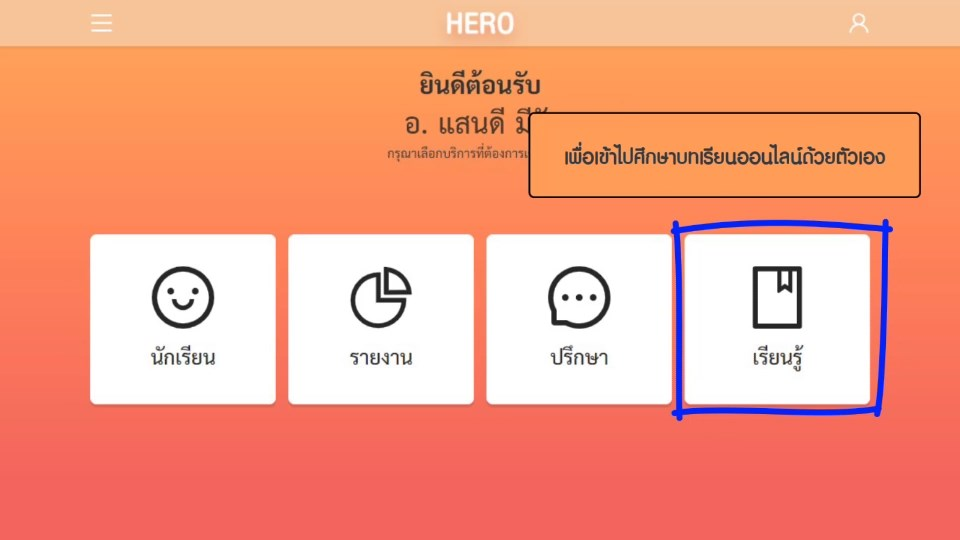 HERO
ยินดีต้อนรับ
อ. แสนดี
เพื่อเข้าไปศึกษาบทเรียนออนไลน์ด้วยตัวเอง
กรุณาเลือกบริการที่ต้องการ
นักเรียน
รายงาน
ปรึกษา
เรียนรู้